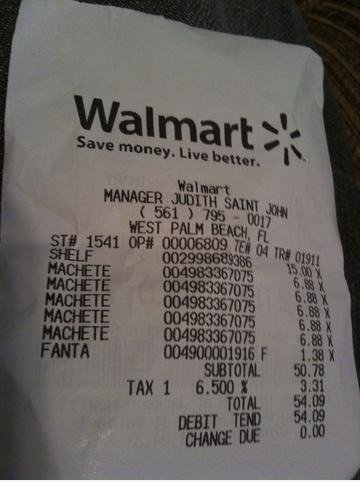 Walmart
Save money. Live better.
Walmart
MANAGER JUDITH SAINT JOHN
( 561 ) 795 - 0017
WEST PALM BEACH, FL
ST# 1541 OP# 00006809 TE# 04 TR# 01911
SHELF 002998689386 15.00 X
MACHETE 004983367075 6.88 X
MACHETE 004983367075 6.88 X
MACHETE 004983367075 6.88 X
MACHETE 004983367075 6.88 X
MACHETE 004983367075 6.88 X
FANTA 004900001916 F 1.38 X
SUBTOTAL 50.78
TAX 1 6.500 % 3.31
TOTAL 54.09
DEBIT TEND 54.09
CHANGE DUE 0.00